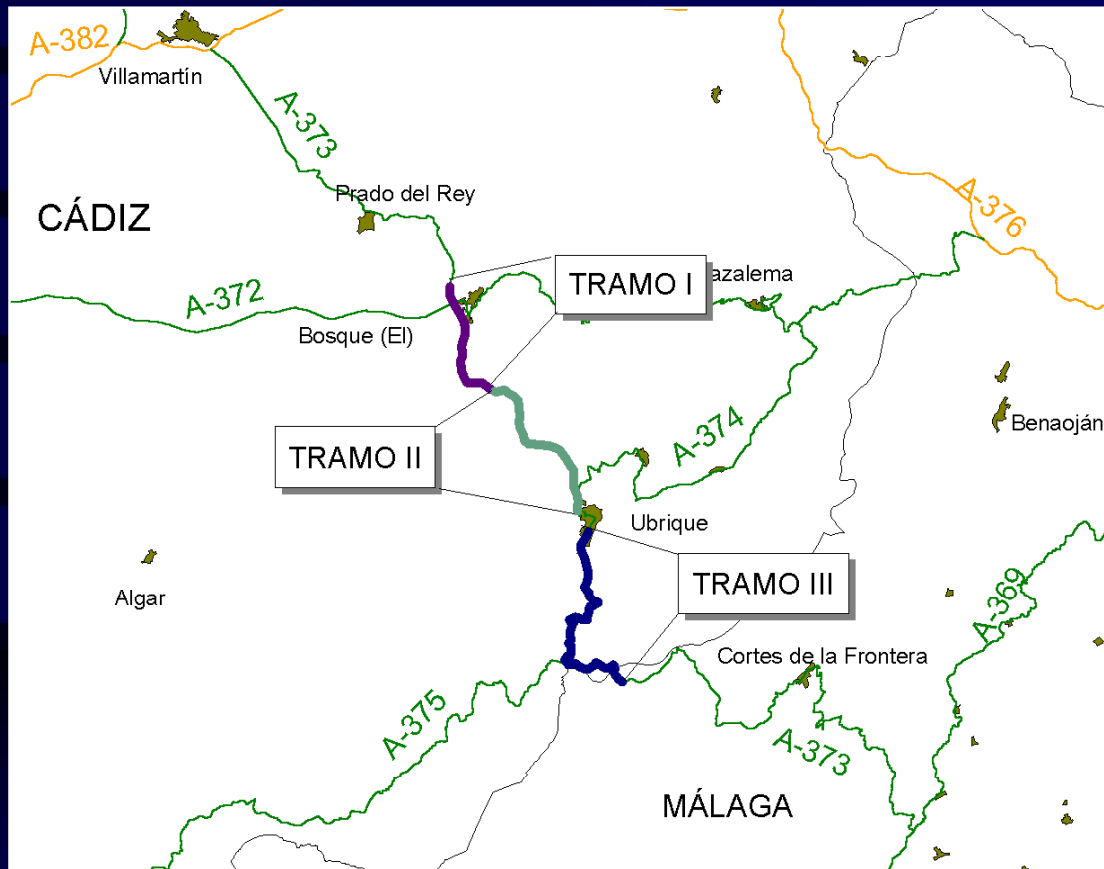 A-382
Villamartín
A-373
Prado del Rey
CÁDIZ
A-376
TRAMO I
azalema
A-372
Bosque (El)
Benaoján
A-374
TRAMO II
Ubrique
TRAMO III
A-369
Algar
Cortes de la Frontera
A-375
A-373
MÁLAGA